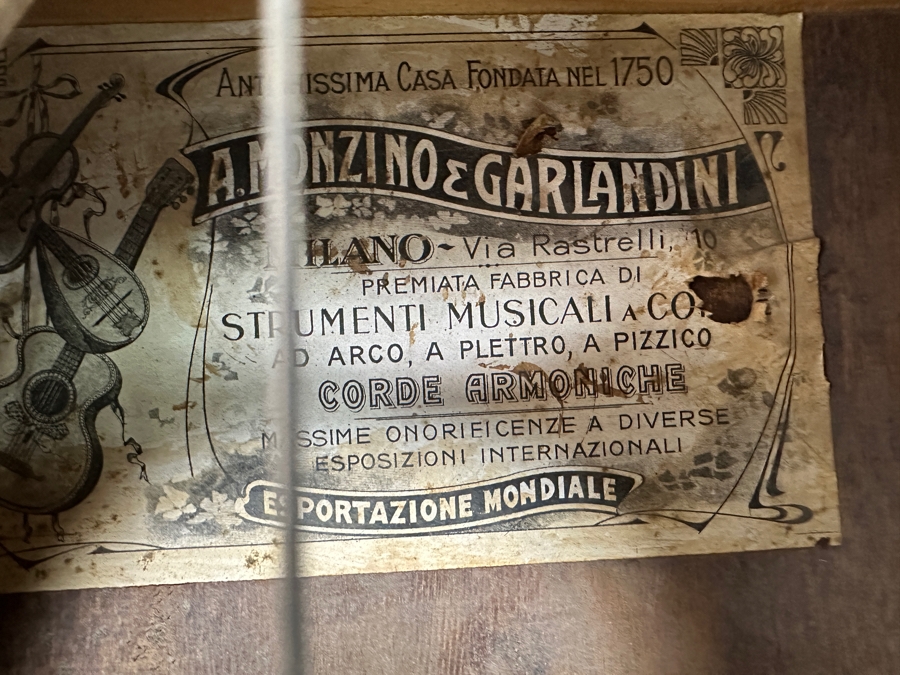 ANTICHISSIMA CASA FONDATA NEL 1750
A. MONZINO & GARLANDINI
MILANO - Via Rastrelli, 10
PREMIATA FABBRICA DI
STRUMENTI MUSICALI A
AD ARCO, A PLETTRO, A PIZZICO
CORDE ARMONICHE
MASSIME ONORIFICENZE A DIVERSE
ESPOSIZIONI INTERNAZIONALI
ESPORTAZIONE MONDIALE